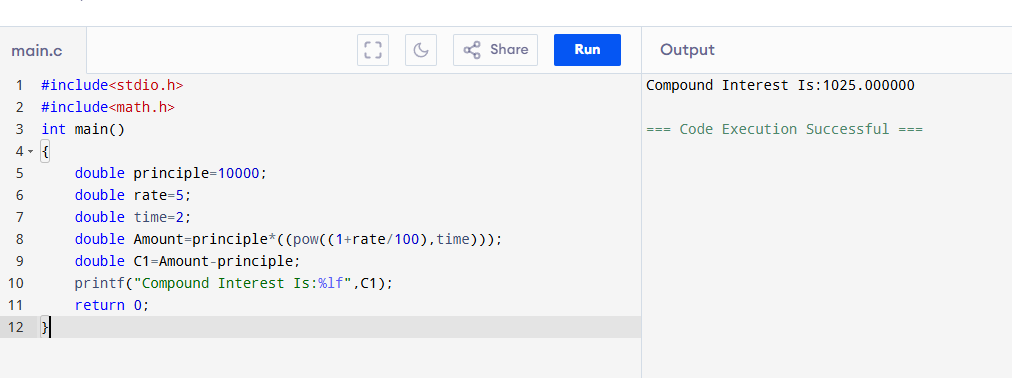 main.c
Share
Run
Output
1 #include<stdio.h>
2 #include<math.h>
3 int main()
4 {
5     double principle=10000;
6     double rate=5;
7     double time=2;
8     double Amount=principle*((pow((1+rate/100),time)));
9     double C1=Amount-principle;
10     printf("Compound Interest Is:%lf",C1);
11     return 0;
12 }
Compound Interest Is:1025.000000
=== Code Execution Successful ===